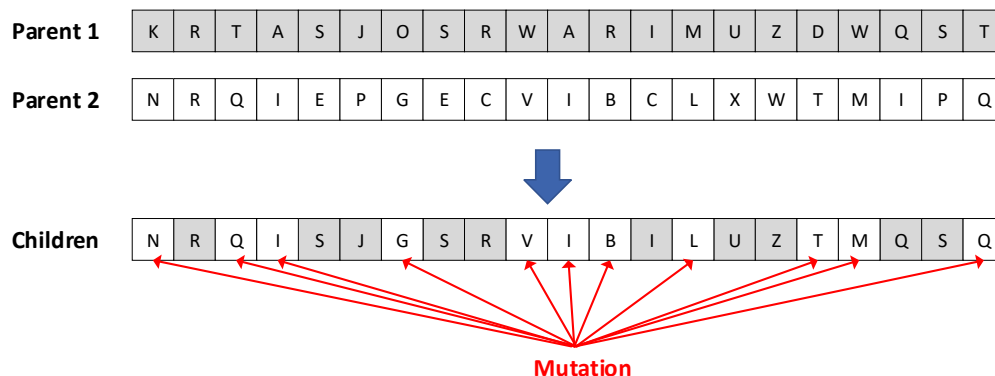 Parent 1 K R T A S J O S R W A R I M U Z D W Q S T
Parent 2 N R Q I E P G E C V I B C L X W T M I P Q
Children N R Q I S J G S R V I B I L U Z T M Q S Q
Mutation